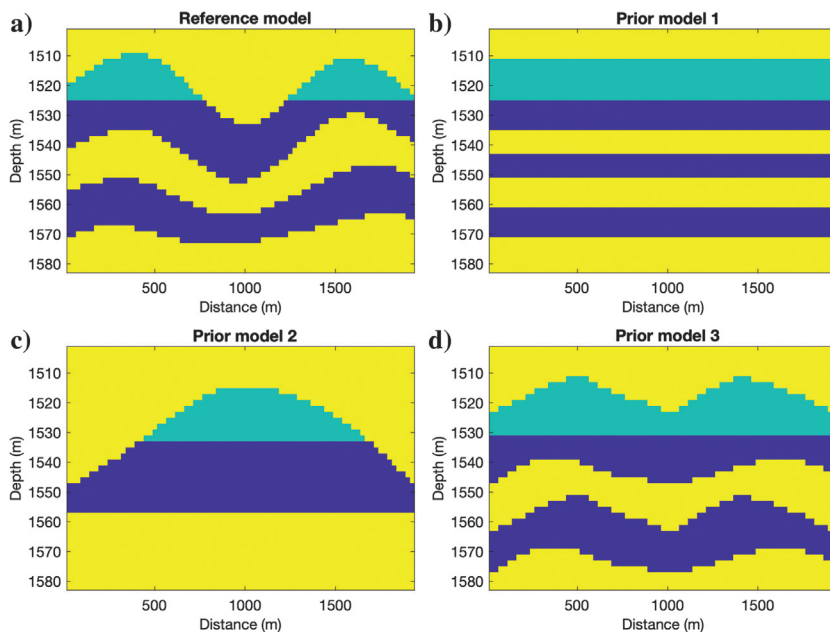 a)
Reference model
1510
1520
1530
1540
1550
1560
1570
1580
Depth (m)
500 1000 1500
Distance (m)
b)
Prior model 1
1510
1520
1530
1540
1550
1560
1570
1580
Depth (m)
500 1000 1500
Distance (m)
c)
Prior model 2
1510
1520
1530
1540
1550
1560
1570
1580
Depth (m)
500 1000 1500
Distance (m)
d)
Prior model 3
1510
1520
1530
1540
1550
1560
1570
1580
Depth (m)
500 1000 1500
Distance (m)